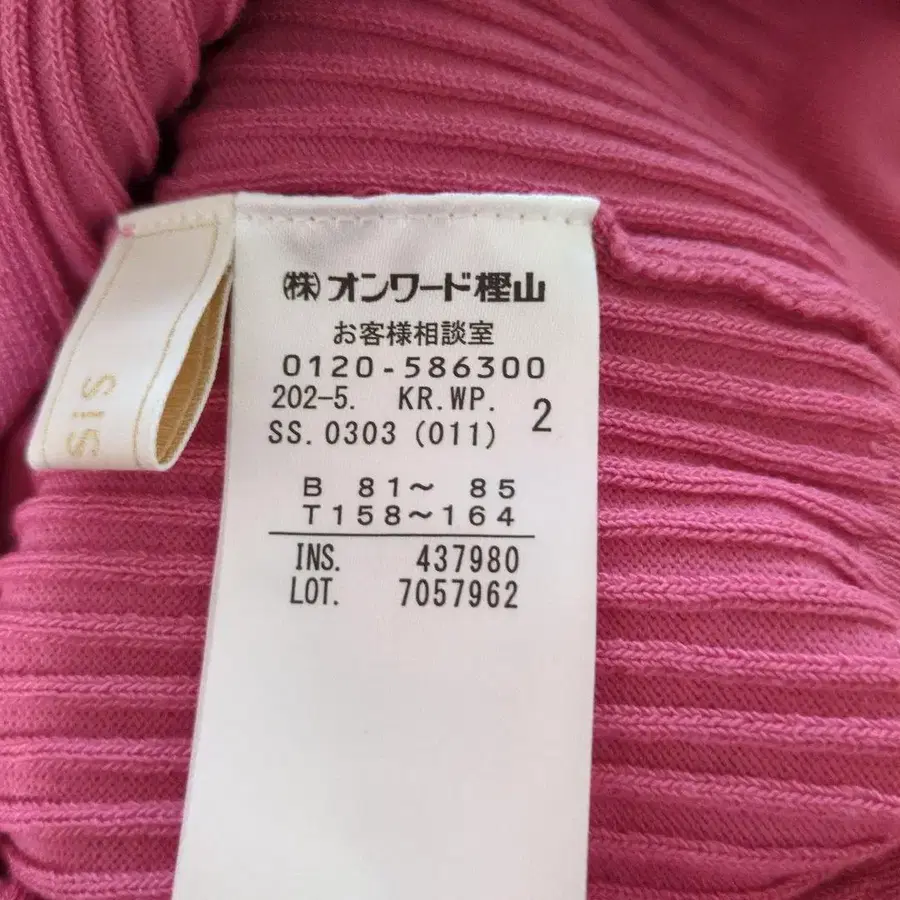 ㈱オンワード樫山
お客様相談室
0120-586300
202-5. KR.WP. 2
SS.0303(011)
B 81～ 85
T158～164
INS. 437980
LOT. 7057962
sis